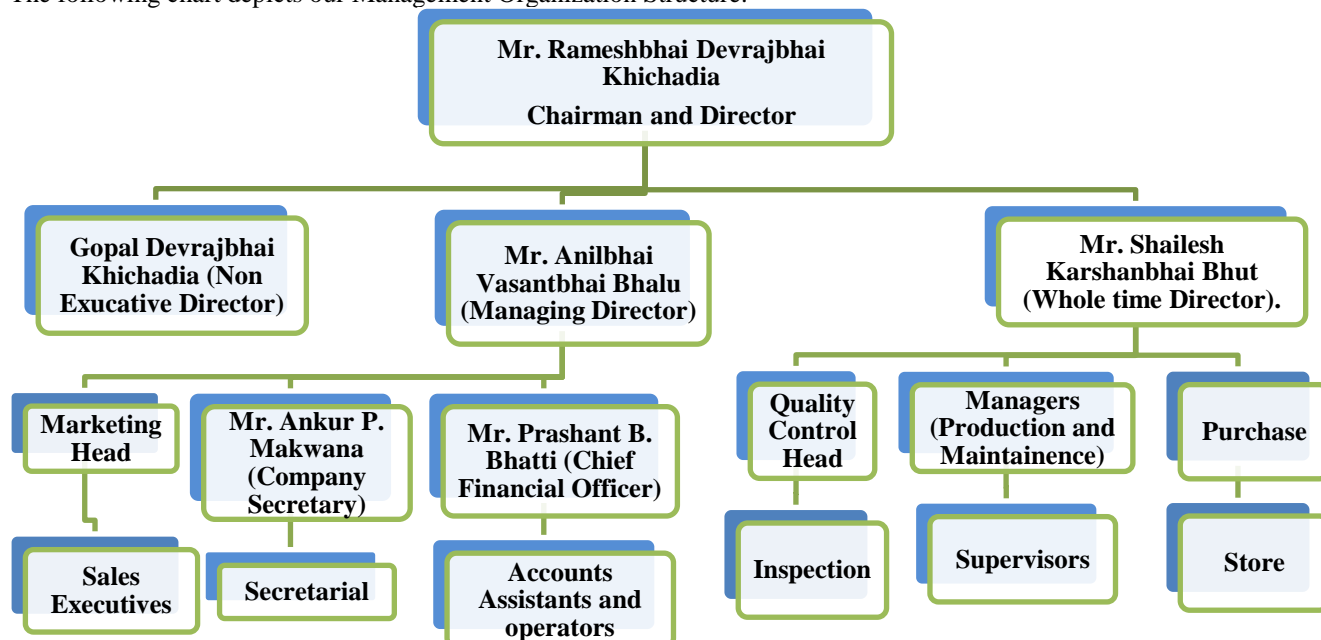 The following chart depicts our Management Organization Structure:
Mr. Rameshbhai Devrajbhai
Khichadia
Chairman and Director
Gopal Devrajbhai
Khichadia (Non
Exucative Director)
Mr. Anilbhai
Vasantbhai Bhalu
(Managing Director)
Mr. Shailesh
Karshanbhai Bhut
(Whole time Director).
Marketing
Head
Mr. Ankur P.
Makwana
(Company
Secretary)
Mr. Prashant B.
Bhatti (Chief
Financial Officer)
Quality
Control
Head
Managers
(Production and
Maintainence)
Purchase
Sales
Executives
Secretarial
Accounts
Assistants and
operators
Inspection
Supervisors
Store